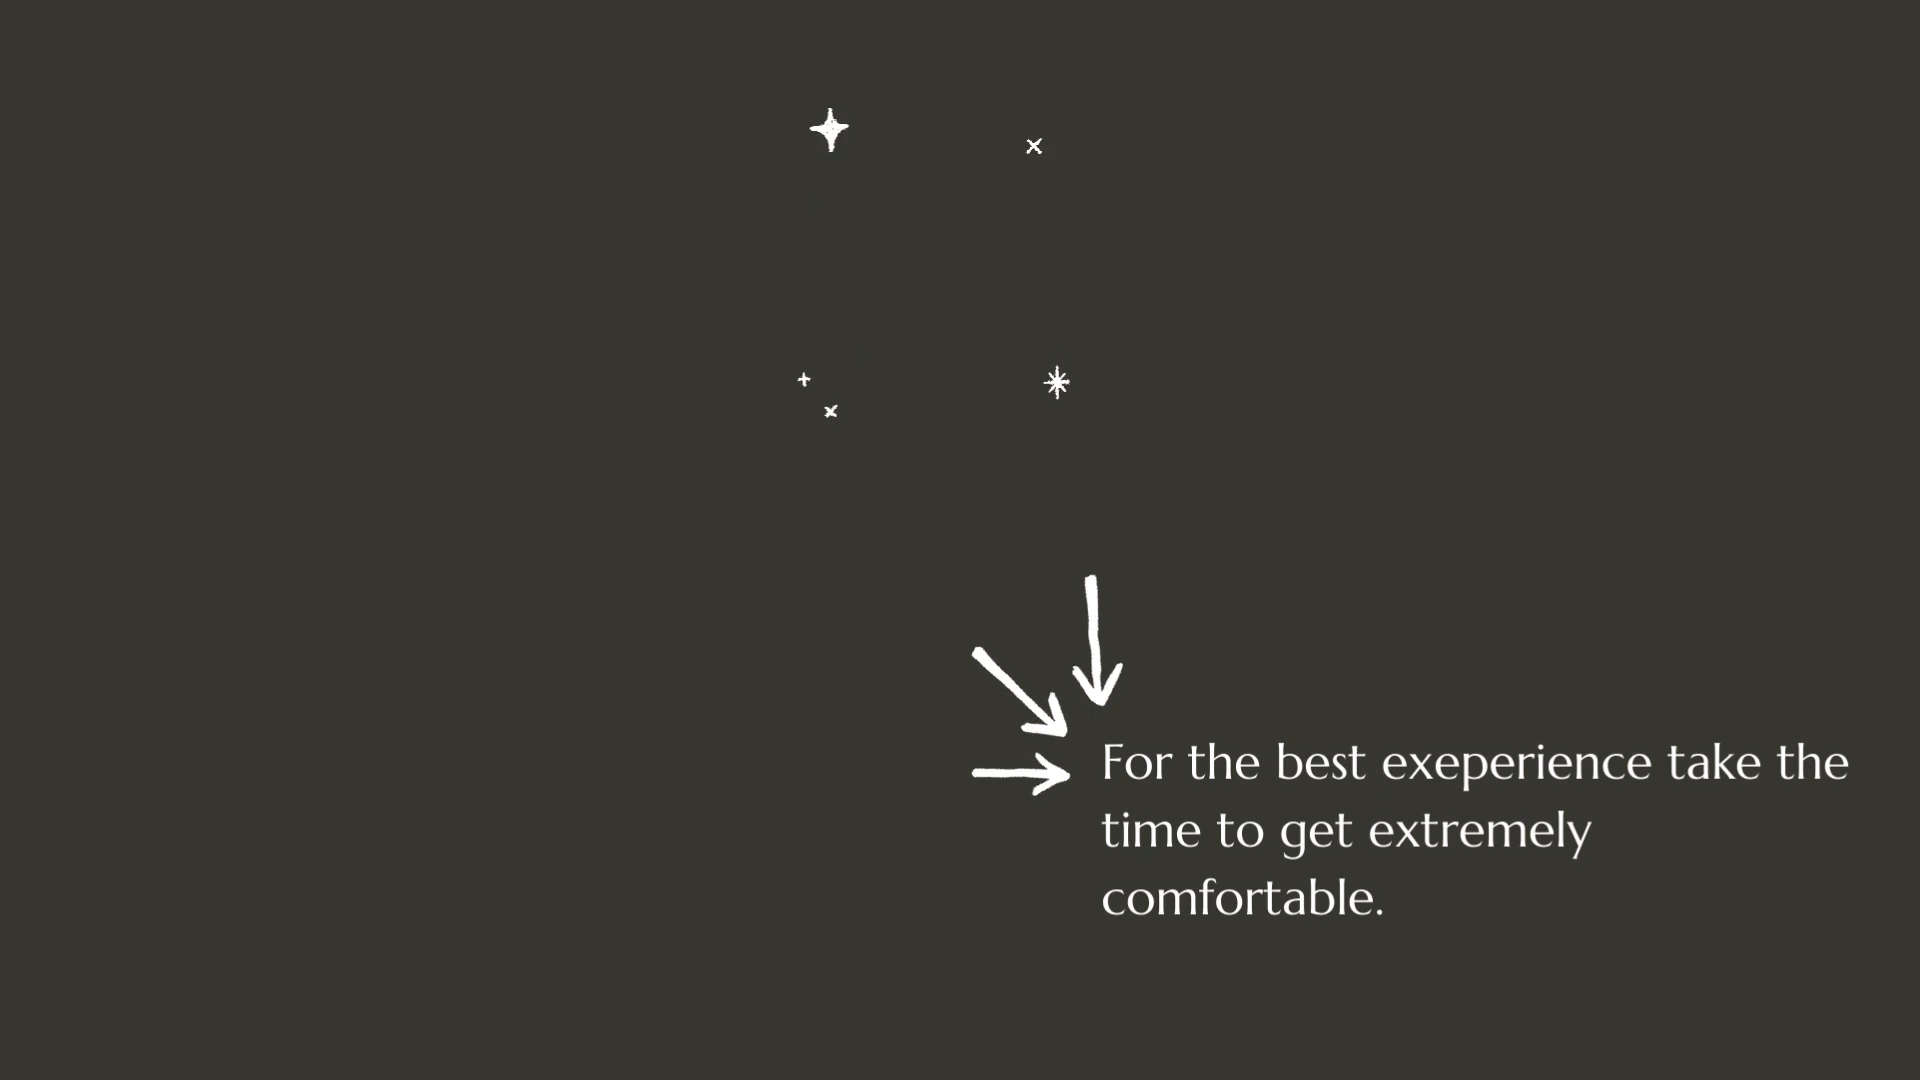 For the best exeperience take the
time to get extremely
comfortable.